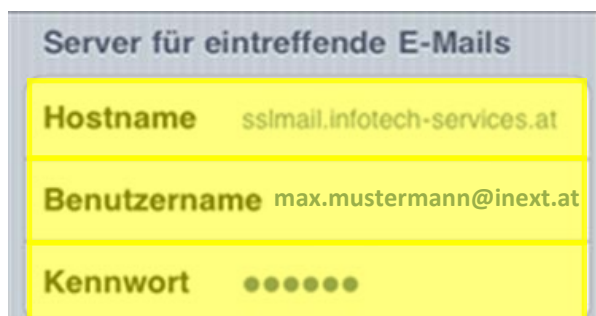 Server für eintreffende E-Mails
Hostname sslmail.infotech-services.at
Benutzername max.mustermann@inext.at
Kennwort ●●●●●●